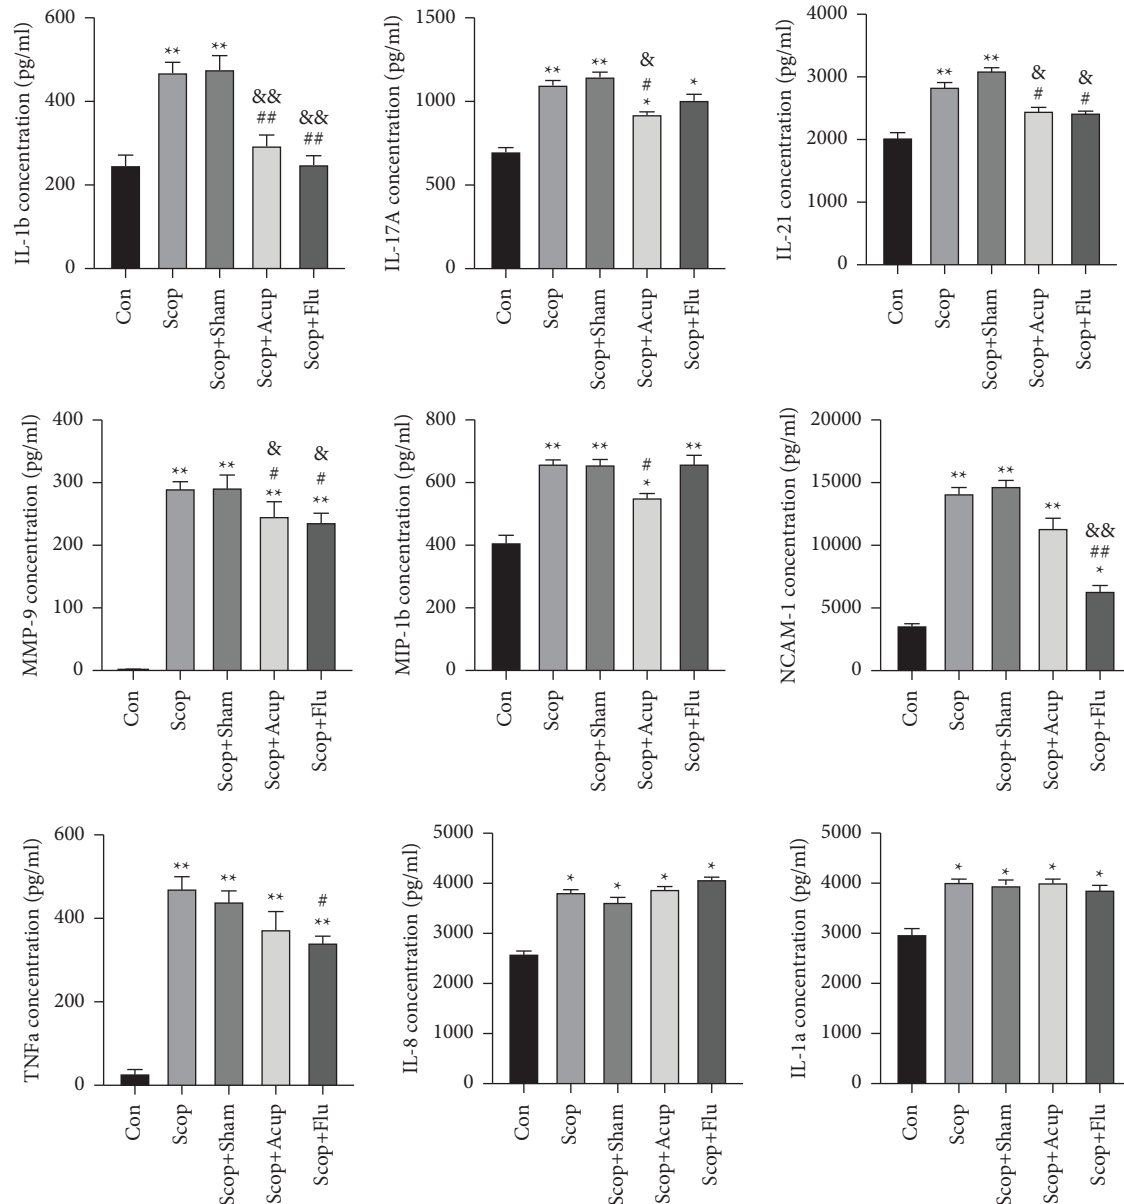 IL-1b concentration (pg/ml)
600
400
200
0
**
**
&&
##
&&
##
Con
Scop
Scop+Sham
Scop+Acup
Scop+Flu
IL-17A concentration (pg/ml)
1500
1000
500
0
**
**
&
#
*
*
Con
Scop
Scop+Sham
Scop+Acup
Scop+Flu
IL-21 concentration (pg/ml)
4000
3000
2000
1000
0
**
**
&
#
&
#
Con
Scop
Scop+Sham
Scop+Acup
Scop+Flu
MMP-9 concentration (pg/ml)
400
300
200
100
0
**
**
&
#
**
&
#
**
Con
Scop
Scop+Sham
Scop+Acup
Scop+Flu
MIP-1b concentration (pg/ml)
800
600
400
200
0
**
**
#
*
**
Con
Scop
Scop+Sham
Scop+Acup
Scop+Flu
NCAM-1 concentration (pg/ml)
20000
15000
10000
5000
0
**
**
**
&&
##
*
Con
Scop
Scop+Sham
Scop+Acup
Scop+Flu
TNFa concentration (pg/ml)
600
400
200
0
**
**
**
#
**
Con
Scop
Scop+Sham
Scop+Acup
Scop+Flu
IL-8 concentration (pg/ml)
5000
4000
3000
2000
1000
0
*
*
*
*
Con
Scop
Scop+Sham
Scop+Acup
Scop+Flu
IL-1a concentration (pg/ml)
5000
4000
3000
2000
1000
0
*
*
*
*
Con
Scop
Scop+Sham
Scop+Acup
Scop+Flu